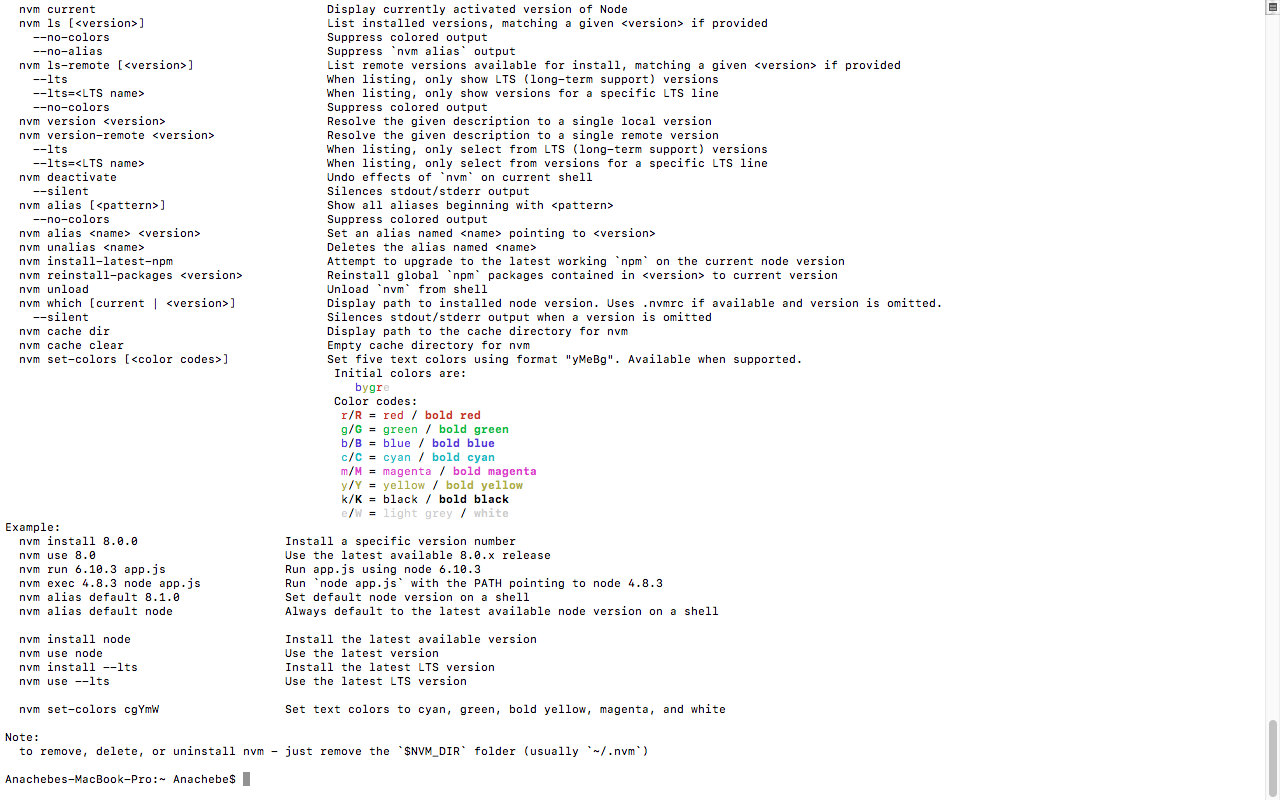 nvm current                             Display currently activated version of Node
nvm ls [<version>]                      List installed versions, matching a given <version> if provided
  --no-colors                           Suppress colored output
  --no-alias                            Suppress `nvm alias` output
nvm ls-remote [<version>]               List remote versions available for install, matching a given <version> if provided
  --lts                                 When listing, only show LTS (long-term support) versions
  --lts=<LTS name>                      When listing, only show versions for a specific LTS line
  --no-colors                           Suppress colored output
nvm version <version>                   Resolve the given description to a single local version
nvm version-remote <version>            Resolve the given description to a single remote version
  --lts                                 When listing, only select from LTS (long-term support) versions
  --lts=<LTS name>                      When listing, only select from versions for a specific LTS line
nvm deactivate                          Undo effects of `nvm` on current shell
  --silent                              Silences stdout/stderr output
nvm alias [<pattern>]                   Show all aliases beginning with <pattern>
  --no-colors                           Suppress colored output
nvm alias <name> <version>              Set an alias named <name> pointing to <version>
nvm unalias <name>                      Deletes the alias named <name>
nvm install-latest-npm                  Attempt to upgrade to the latest working `npm` on the current node version
nvm reinstall-packages <version>        Reinstall global `npm` packages contained in <version> to current version
nvm unload                              Unload `nvm` from shell
nvm which [current | <version>]         Display path to installed node version. Uses .nvmrc if available and version is omitted.
  --silent                              Silences stdout/stderr output when a version is omitted
nvm cache dir                           Display path to the cache directory for nvm
nvm cache clear                         Empty cache directory for nvm
nvm set-colors [<color codes>]          Set five text colors using format "yMeBg". Available when supported.
Initial colors are:
bygre
Color codes:
r/R = red / bold red
g/G = green / bold green
b/B = blue / bold blue
c/C = cyan / bold cyan
m/M = magenta / bold magenta
y/Y = yellow / bold yellow
k/K = black / bold black
e/W = light grey / white
Example:
  nvm install 8.0.0                     Install a specific version number
  nvm use 8.0                           Use the latest available 8.0.x release
  nvm run 6.10.3 app.js                 Run app.js using node 6.10.3
  nvm exec 4.8.3 node app.js            Run `node app.js` with the PATH pointing to node 4.8.3
  nvm alias default 8.1.0               Set default node version on a shell
  nvm alias default node                Always default to the latest available node version on a shell
  nvm install node                      Install the latest available version
  nvm use node                          Use the latest version
  nvm install --lts                     Install the latest LTS version
  nvm use --lts                         Use the latest LTS version
  nvm set-colors cgYmW                  Set text colors to cyan, green, bold yellow, magenta, and white
Note:
  to remove, delete, or uninstall nvm - just remove the `$NVM_DIR` folder (usually `~/.nvm`)
Anachebes-MacBook-Pro:~ Anachebe$